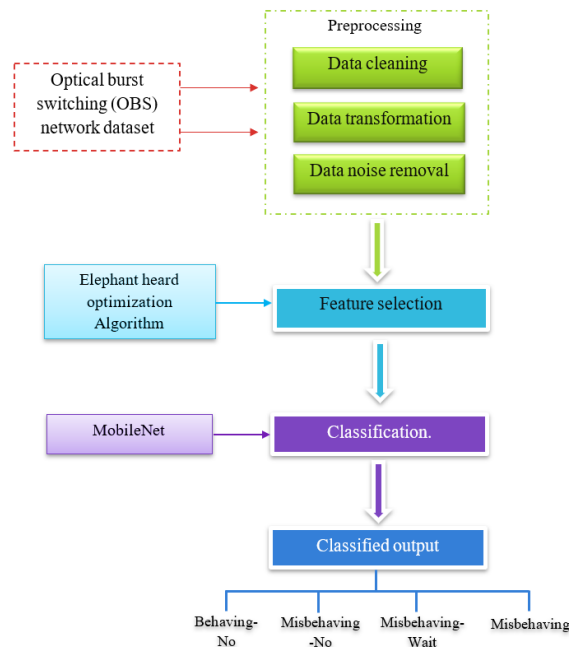 Preprocessing
Optical burst
switching (OBS)
network dataset
Data cleaning
Data transformation
Data noise removal
Elephant heard
optimization
Algorithm
Feature selection
MobileNet
Classification.
Classified output
Behaving-
No
Misbehaving
-No
Misbehaving-
Wait
Misbehaving